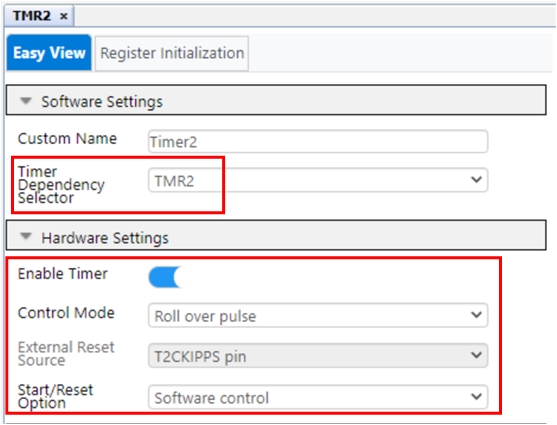 TMR2 ×
Easy View
Register Initialization
Software Settings
Custom Name
Timer2
Timer
Dependency
Selector
TMR2
Hardware Settings
Enable Timer
Control Mode
Roll over pulse
External Reset
Source
T2CKIPPS pin
Start/Reset
Option
Software control